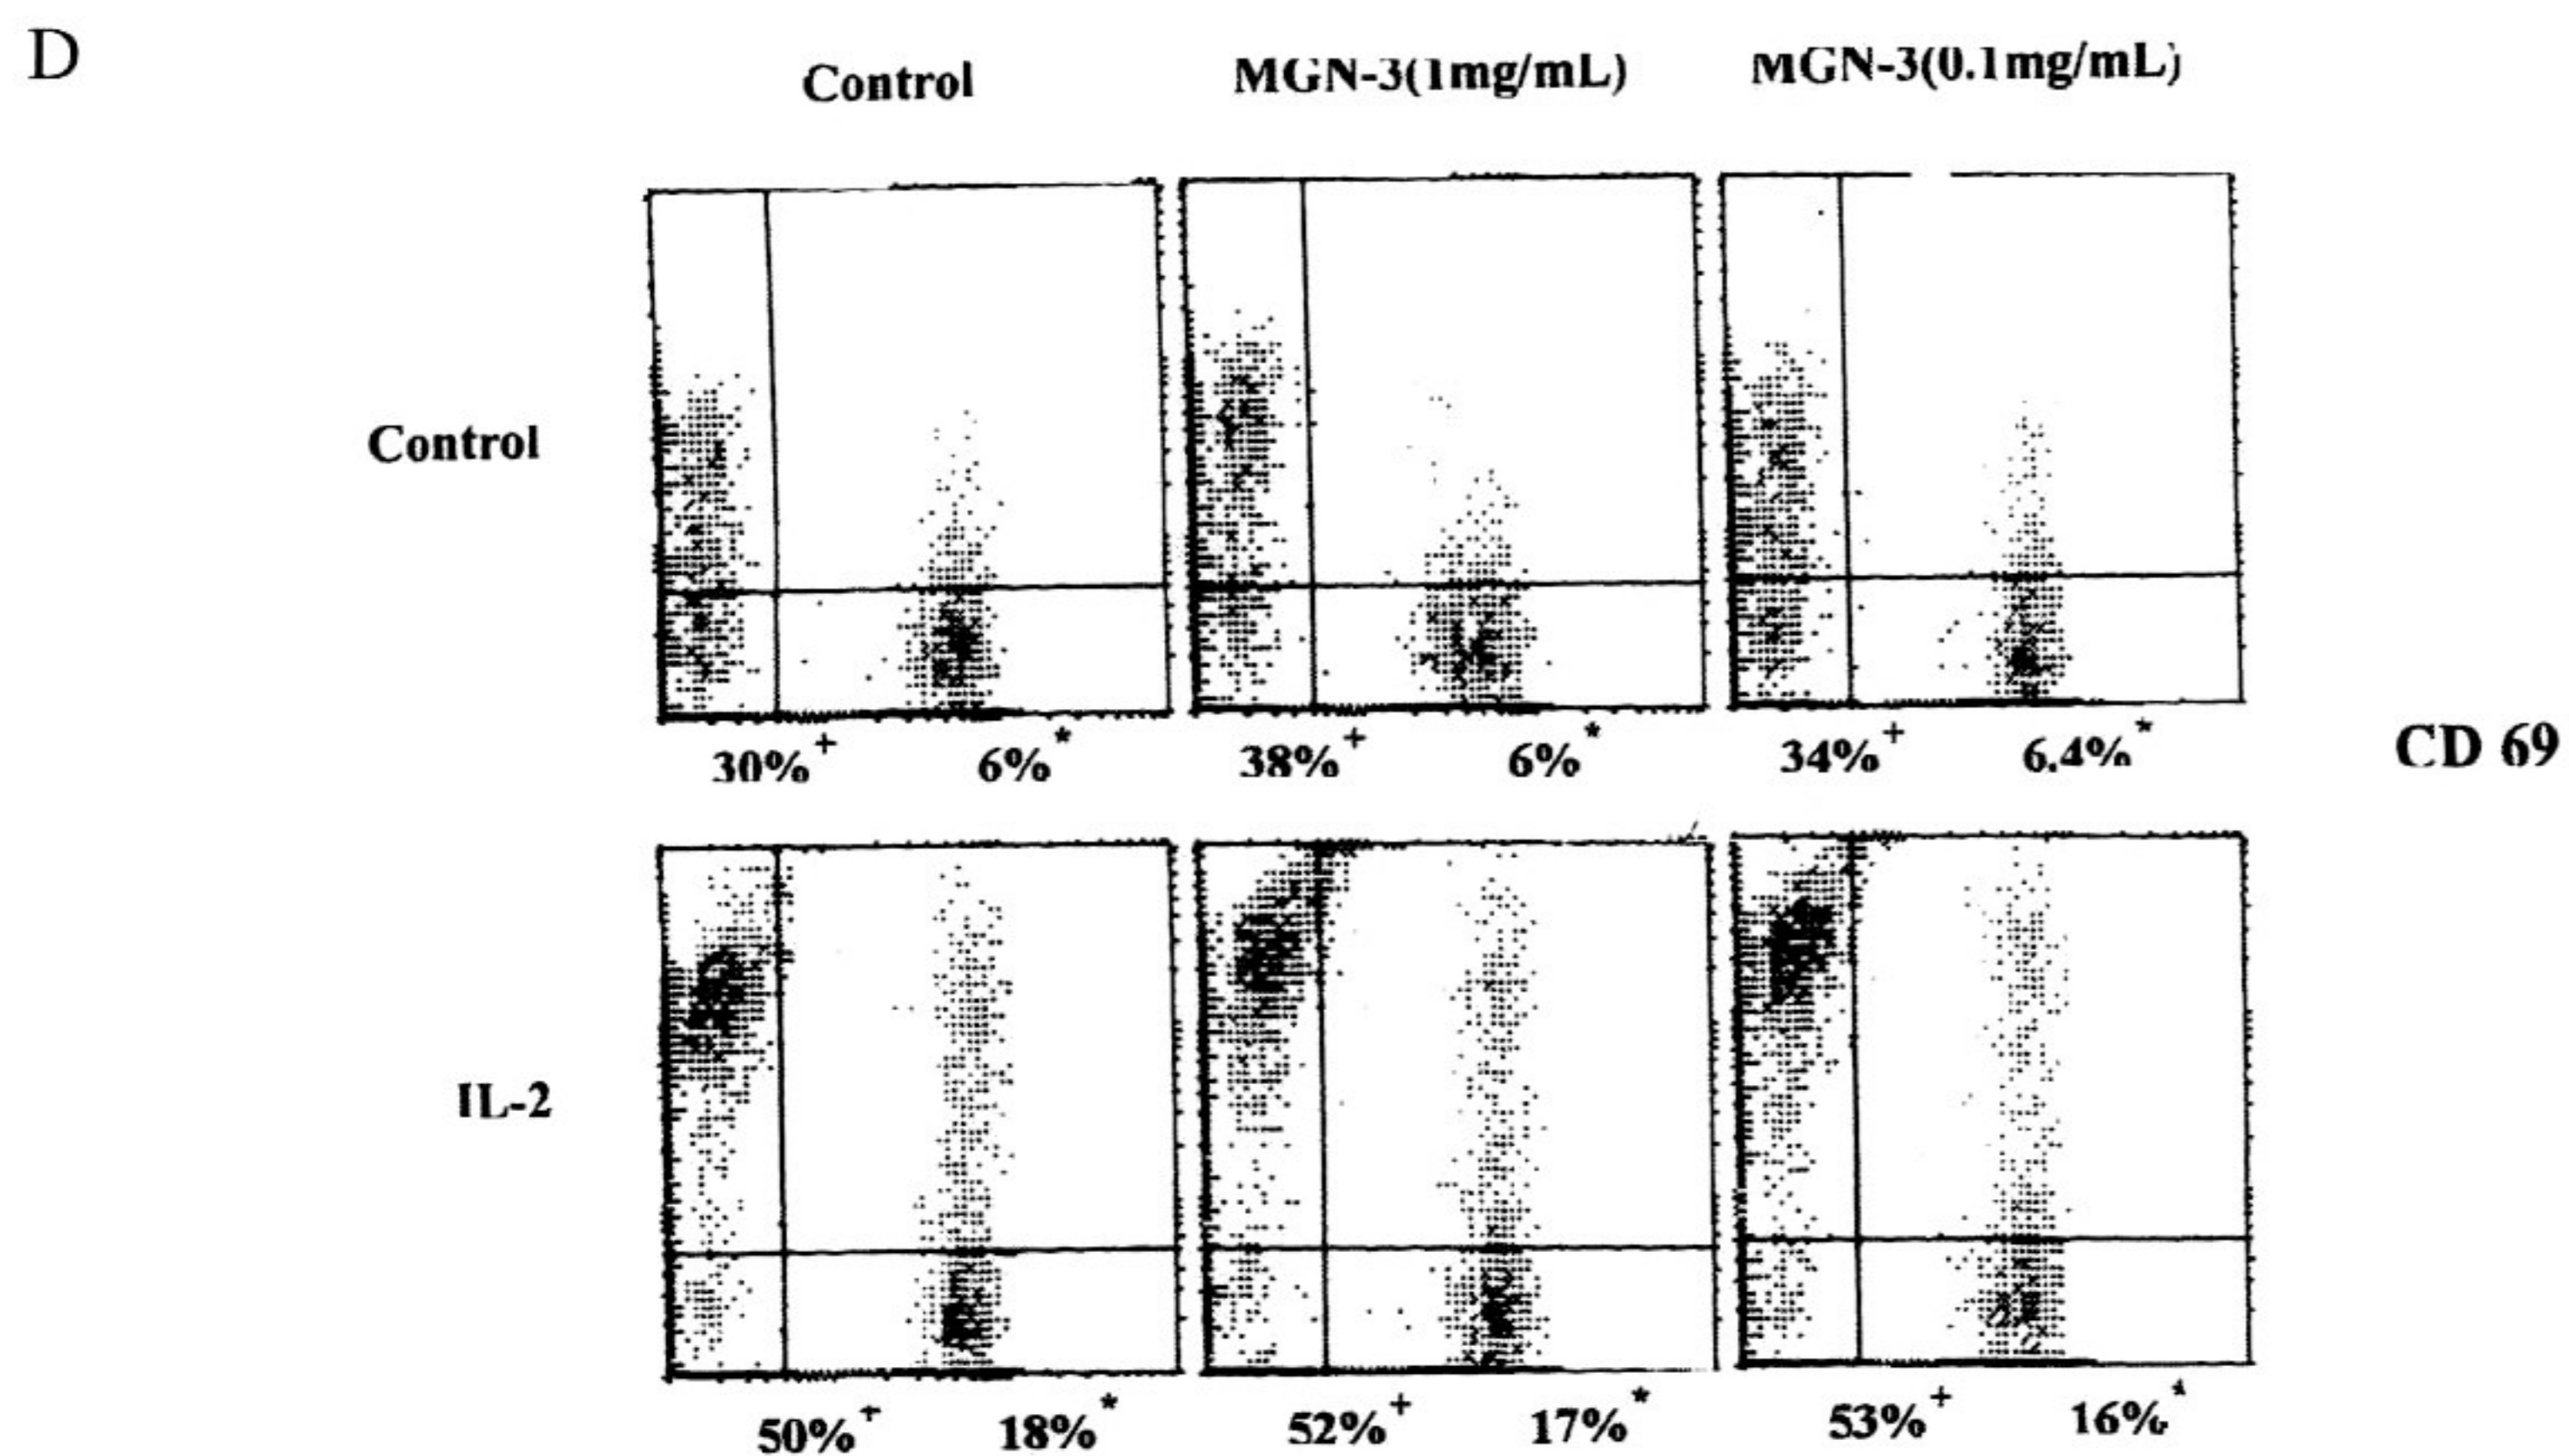 D
Control MGN-3(1mg/mL) MGN-3(0.1mg/mL)
Control
30%+ 6%* 38%+ 6%* 34%+ 6.4%*
CD 69
IL-2
50%+ 18%* 52%+ 17%* 53%+ 16%*